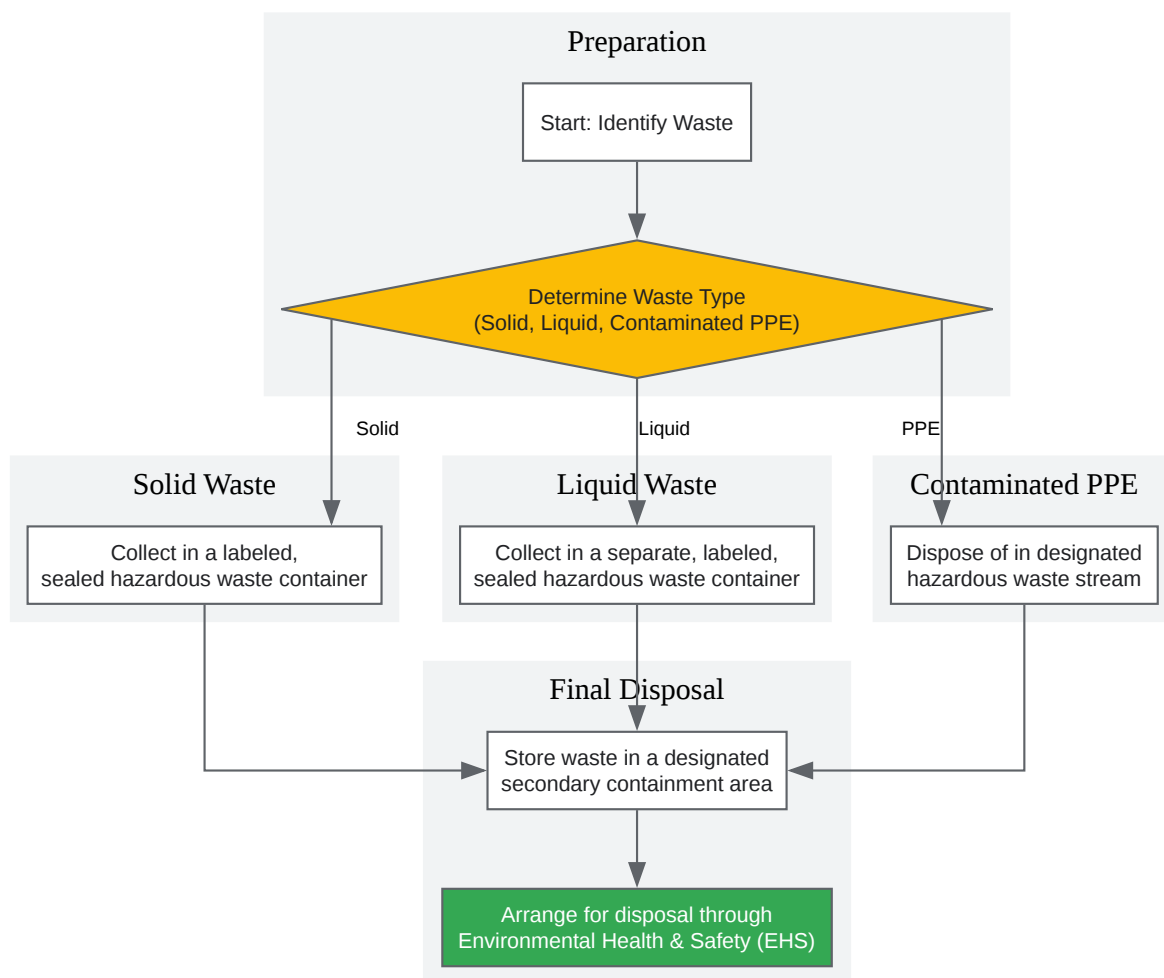 Preparation
Start: Identify Waste
Determine Waste Type
(Solid, Liquid, Contaminated PPE)
Solid
Liquid
PPE
Solid Waste
Collect in a labeled,
sealed hazardous waste container
Liquid Waste
Collect in a separate, labeled,
sealed hazardous waste container
Contaminated PPE
Dispose of in designated
hazardous waste stream
Final Disposal
Store waste in a designated
secondary containment area
Arrange for disposal through
Environmental Health & Safety (EHS)